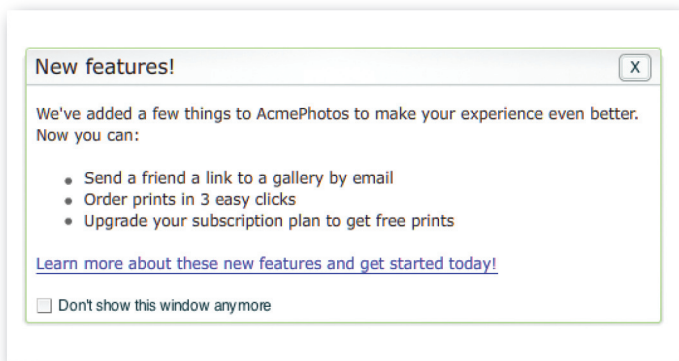 New features!
X
We've added a few things to AcmePhotos to make your experience even better.
Now you can:
Send a friend a link to a gallery by email
Order prints in 3 easy clicks
Upgrade your subscription plan to get free prints
Learn more about these new features and get started today!
Don't show this window anymore